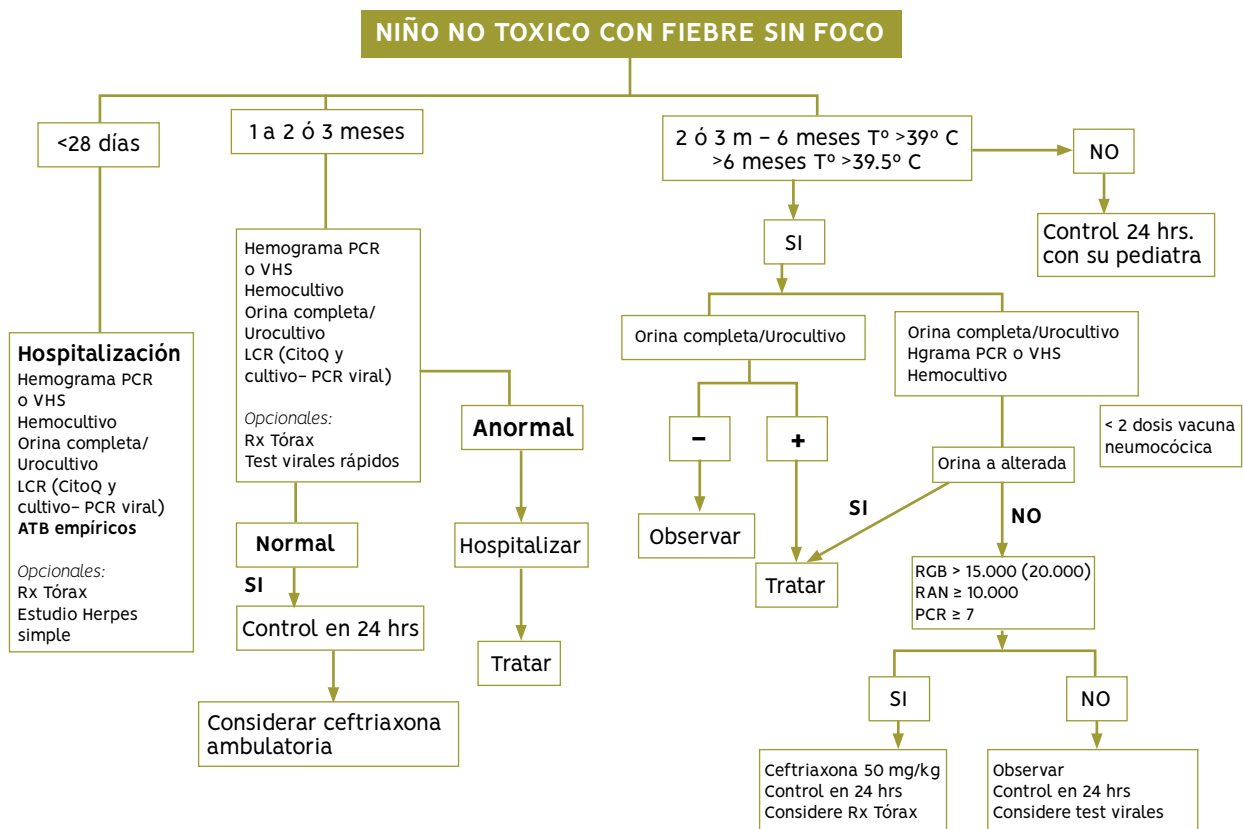 NIÑO NO TOXICO CON FIEBRE SIN FOCO
<28 días
Hospitalización
Hemograma PCR
o VHS
Hemocultivo
Orina completa/
Urocultivo
LCR (CitoQ y
cultivo– PCR viral)
ATB empíricos
Opcionales:
Rx Tórax
Estudio Herpes
simple
1 a 2 ó 3 meses
Hemograma PCR
o VHS
Hemocultivo
Orina completa/
Urocultivo
LCR (CitoQ y
cultivo– PCR viral)
Opcionales:
Rx Tórax
Test virales rápidos
Normal
SI
Control en 24 hrs
Considerar ceftriaxona
ambulatoria
Anormal
Hospitalizar
Tratar
2 ó 3 m – 6 meses Tº >39º C
>6 meses Tº >39.5º C
NO
Control 24 hrs.
con su pediatra
SI
Orina completa/Urocultivo
–
+
Observar
Tratar
Orina completa/Urocultivo
Hgrama PCR o VHS
Hemocultivo
< 2 dosis vacuna
neumocócica
Orina a alterada
SI
NO
RGB > 15.000 (20.000)
RAN ≥ 10.000
PCR ≥ 7
SI
NO
Ceftriaxona 50 mg/kg
Control en 24 hrs
Considere Rx Tórax
Observar
Control en 24 hrs
Considere test virales